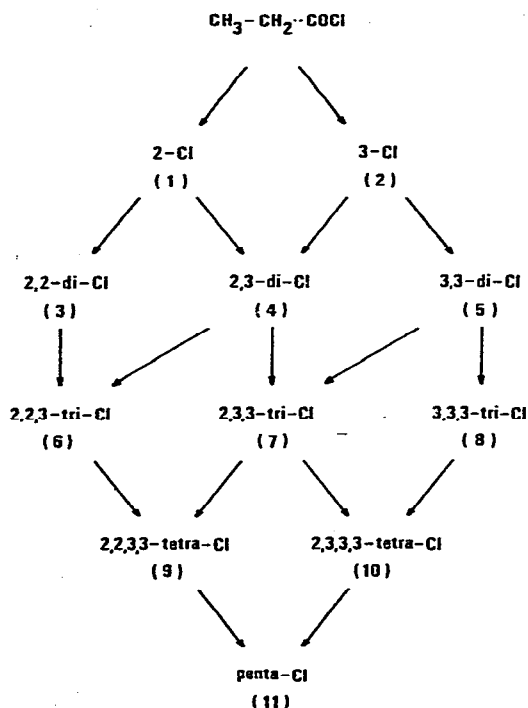 CH3-CH2--COCl
2-Cl 3-Cl
(1) (2)
2,2-di-Cl 2,3-di-Cl 3,3-di-Cl
(3) (4) (5)
2,2,3-tri-Cl 2,3,3-tri-Cl 3,3,3-tri-Cl
(6) (7) (8)
2,2,3,3-tetra-Cl 2,3,3,3-tetra-Cl
(9) (10)
penta-Cl
(11)